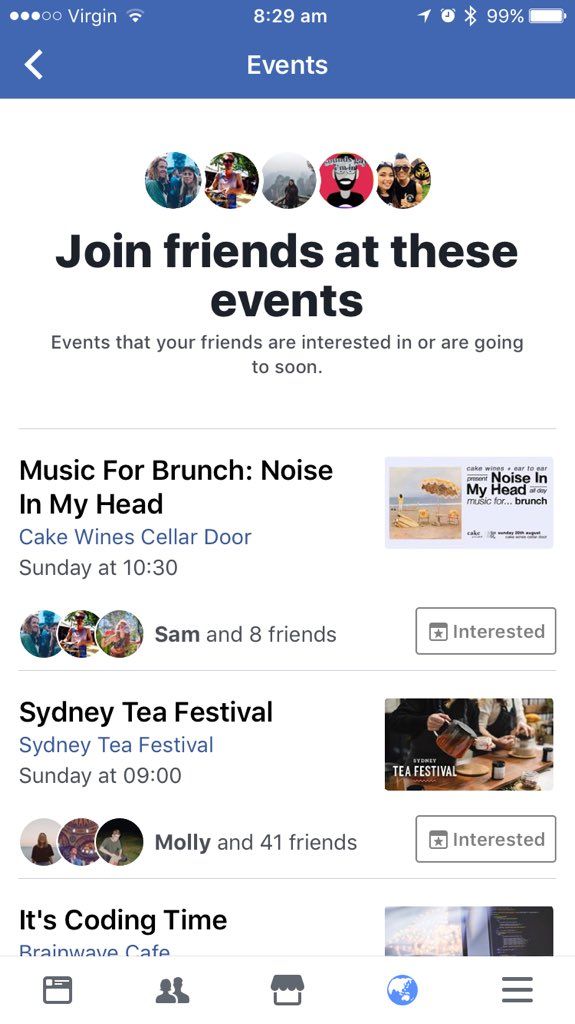 Virgin 8:29 am 99%
Events
Join friends at these
events
Events that your friends are interested in or are going
to soon.
Music For Brunch: Noise
In My Head
Cake Wines Cellar Door
Sunday at 10:30
cake wines + ear to ear
present Noise In
My Head all day
music for... brunch
cake
sunday 20th august
cake wines cellar door
Sam and 8 friends
Interested
Sydney Tea Festival
Sydney Tea Festival
Sunday at 09:00
SYDNEY
TEA FESTIVAL
Molly and 41 friends
Interested
It's Coding Time
Brainwave Cafe